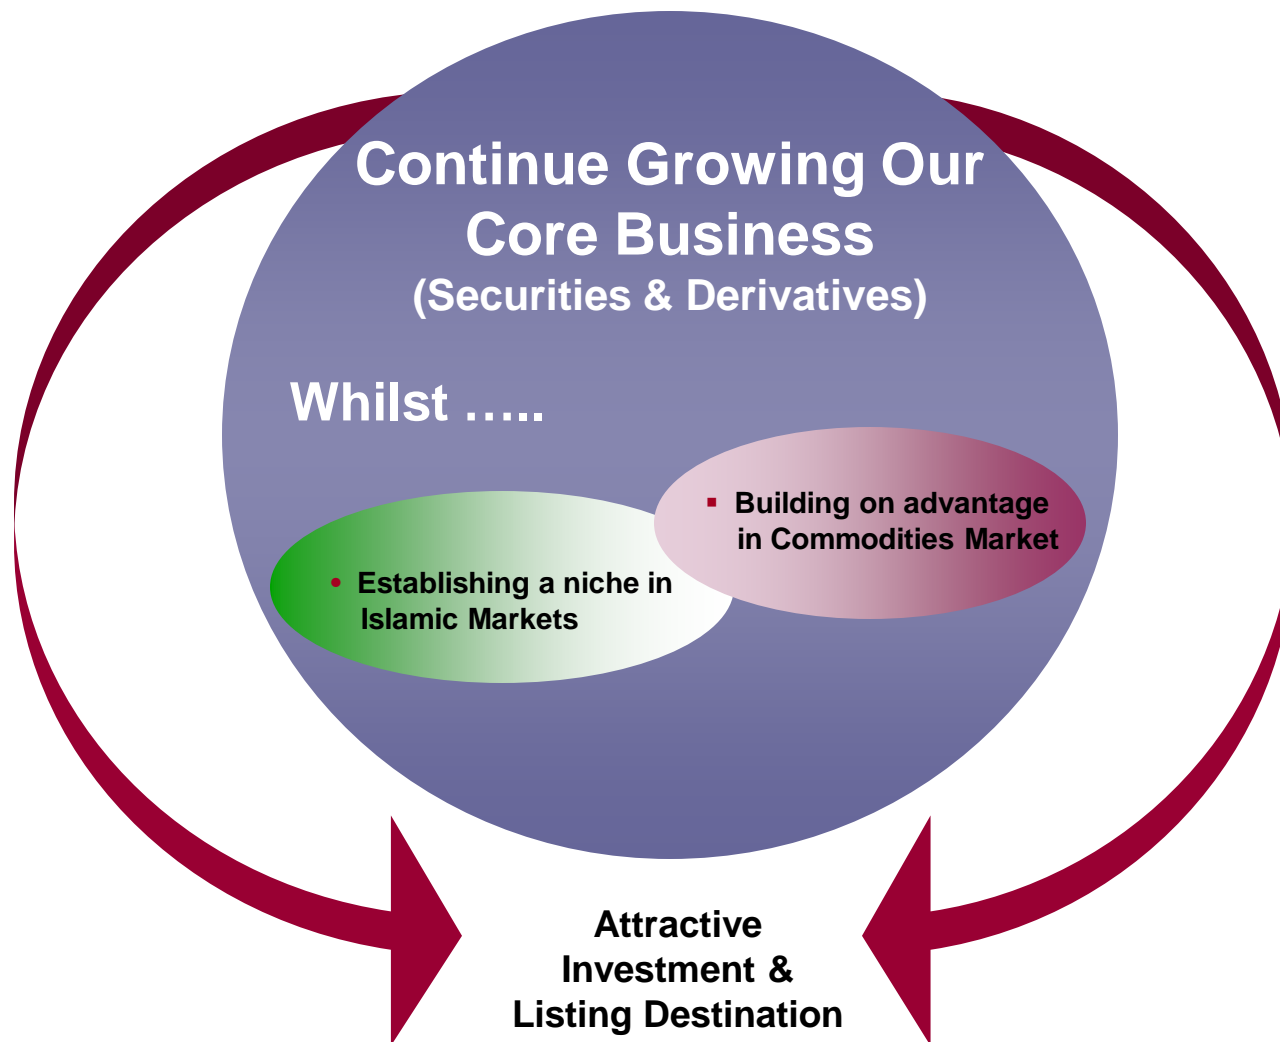 Continue Growing Our
Core Business
(Securities & Derivatives)
Whilst …..
▪ Building on advantage
in Commodities Market
• Establishing a niche in
Islamic Markets
Attractive
Investment &
Listing Destination